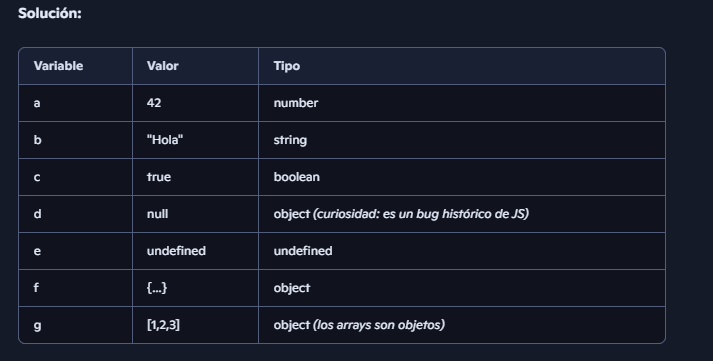 Solución:
Variable Valor Tipo
a 42 number
b "Hola" string
c true boolean
d null object (curiosidad: es un bug histórico de JS)
e undefined undefined
f {...} object
g [1,2,3] object (los arrays son objetos)